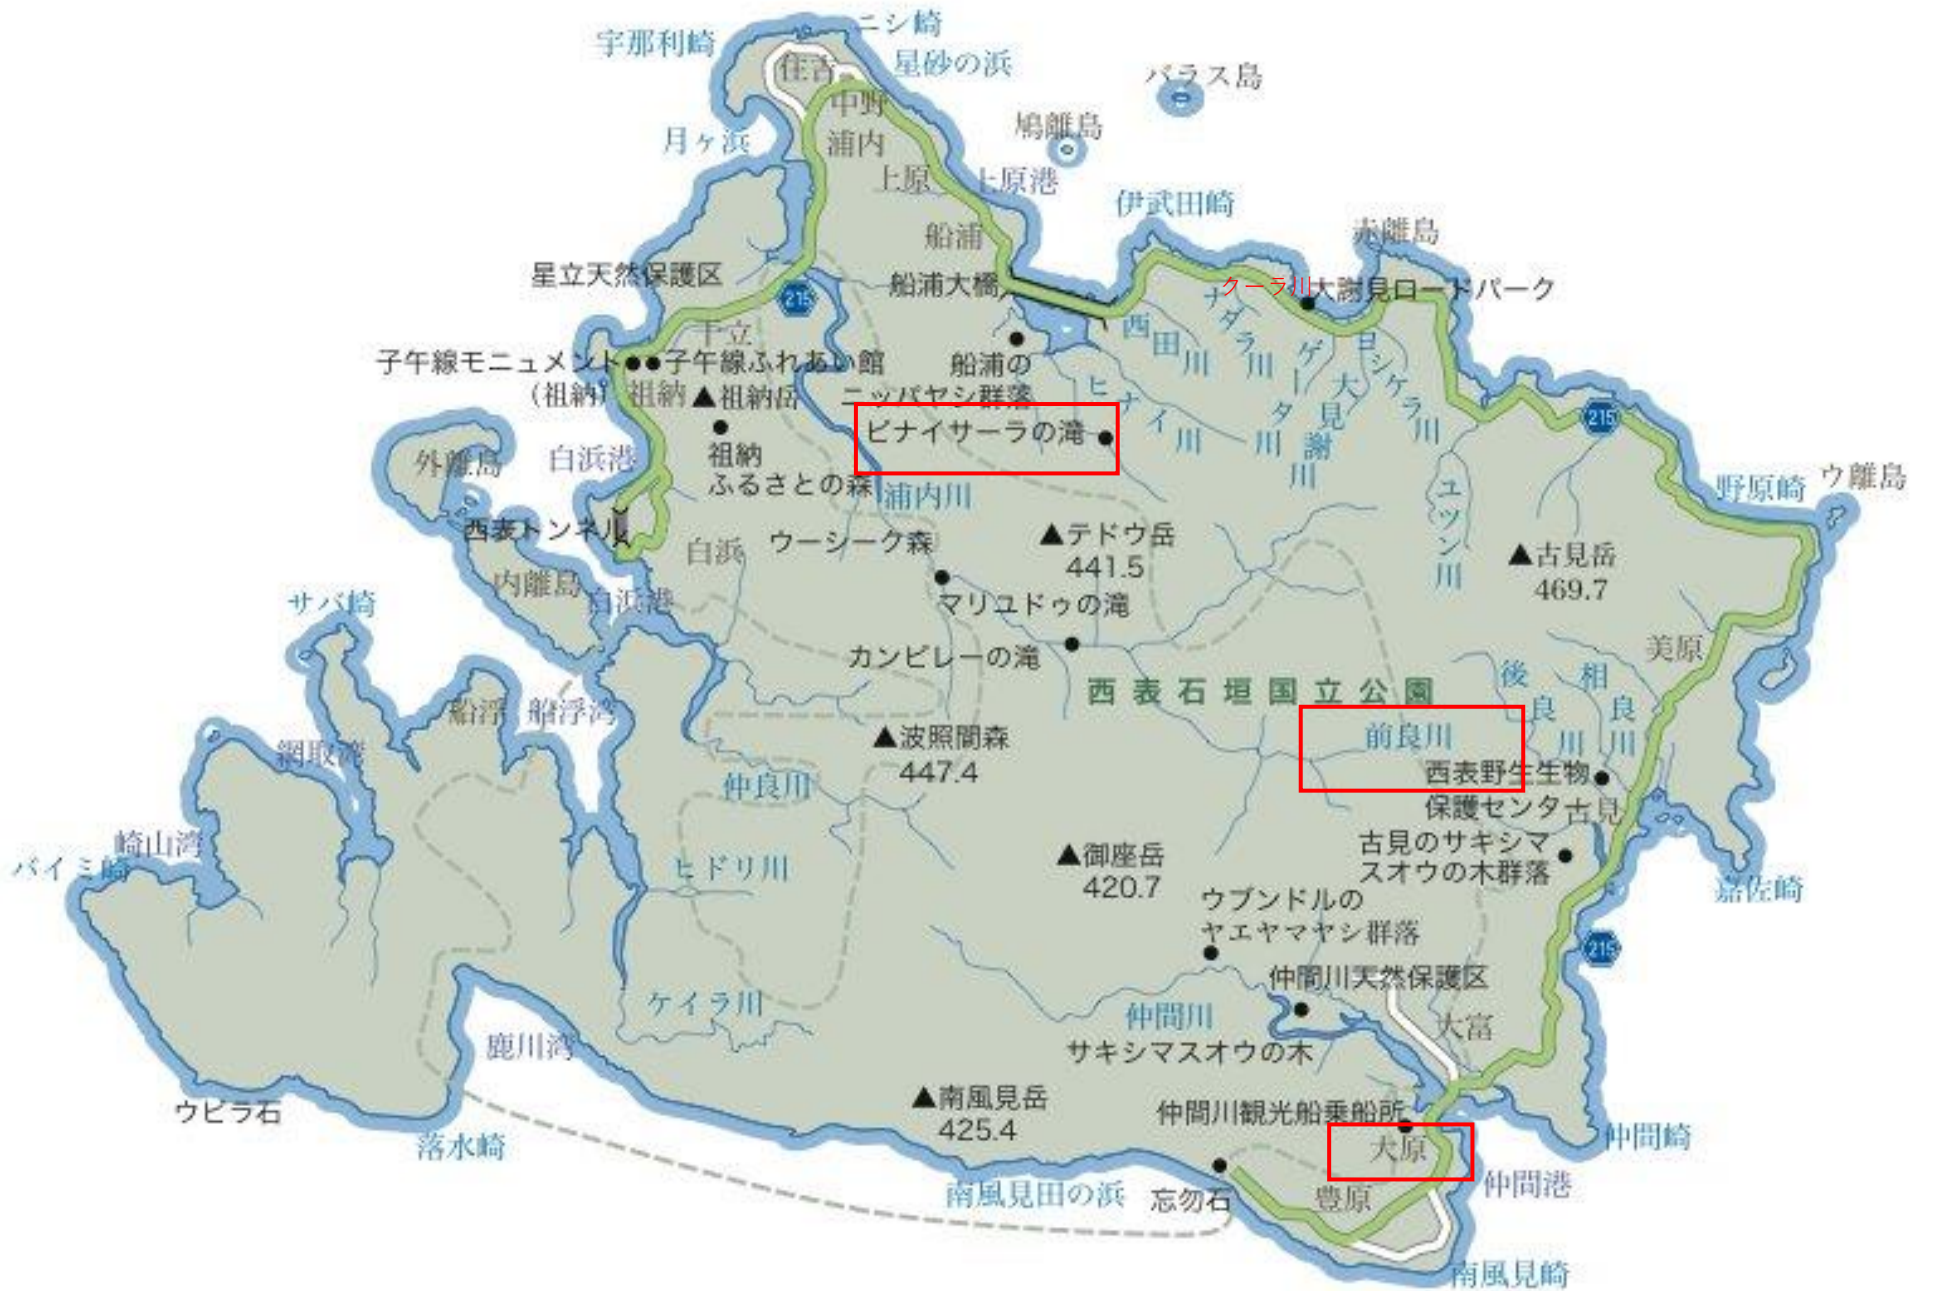 ニシ崎
宇那利崎
星砂の浜
住吉
バラス島
中野
鳩離島
月ヶ浜
浦内
上原
上原港
伊武田崎
赤離島
船浦
星立天然保護区
船浦大橋
クーラ川
大謝見ロードパーク
215
ナダラ川
西田川
干立
ヨシケラ川
ゲータ川
子午線モニュメント
(祖納)
子午線ふれあい館
船浦の
ニッパヤシ群落
大見謝川
ヒナイ川
祖納
▲祖納岳
215
ピナイサーラの滝
祖納
ふるさとの森
外離島
白浜港
浦内川
ユツン川
野原崎
ウ離島
西表トンネル
白浜
ウーシーク森
▲テドウ岳
441.5
▲古見岳
469.7
内離島
白浜港
サバ崎
マリユドゥの滝
カンビレーの滝
美原
西表石垣国立公園
後良川
相良川
船浮
船浮湾
網取湾
▲波照間森
447.4
前良川
仲良川
西表野生生物
保護センタ
古見
崎山湾
パイミ崎
ヒドリ川
▲御座岳
420.7
古見のサキシマ
スオウの木群落
嘉佐崎
ウブンドルの
ヤエヤマヤシ群落
215
仲間川天然保護区
ケイラ川
仲間川
大富
鹿川湾
サキシマスオウの木
ウビラ石
▲南風見岳
425.4
仲間川観光船乗船所
落水崎
大原
仲間崎
南風見田の浜
忘勿石
豊原
仲間港
南風見崎